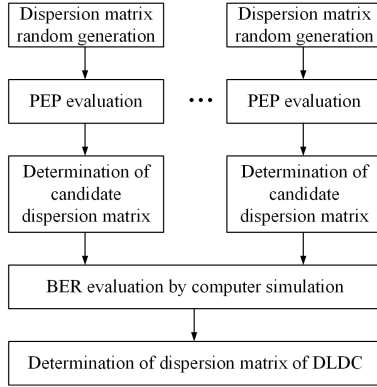 Dispersion matrix
random generation
Dispersion matrix
random generation
PEP evaluation
...
PEP evaluation
Determination of
candidate
dispersion matrix
Determination of
candidate
dispersion matrix
BER evaluation by computer simulation
Determination of dispersion matrix of DLDC